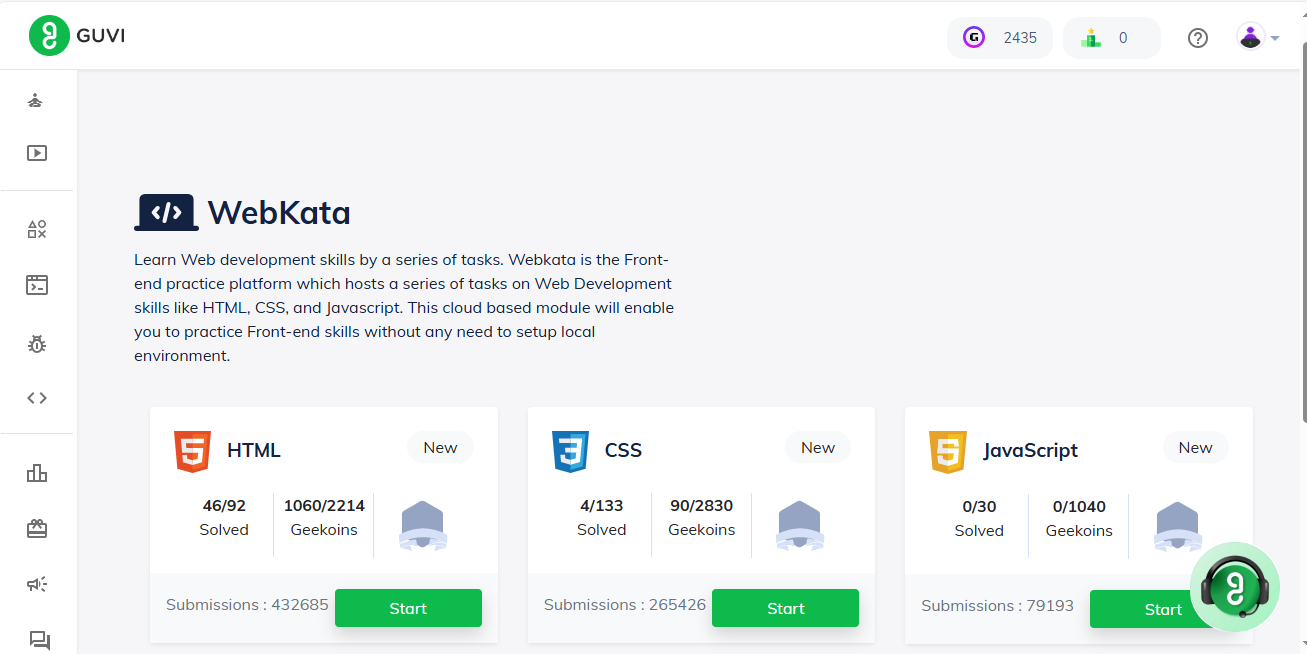 GUVI
G
2435
0
WebKata
Learn Web development skills by a series of tasks. Webkata is the Front-
end practice platform which hosts a series of tasks on Web Development
skills like HTML, CSS, and Javascript. This cloud based module will enable
you to practice Front-end skills without any need to setup local
environment.
HTML
New
46/92
Solved
1060/2214
Geekoins
Submissions : 432685
Start
CSS
New
4/133
Solved
90/2830
Geekoins
Submissions : 265426
Start
JavaScript
New
0/30
Solved
0/1040
Geekoins
Submissions : 79193
Start